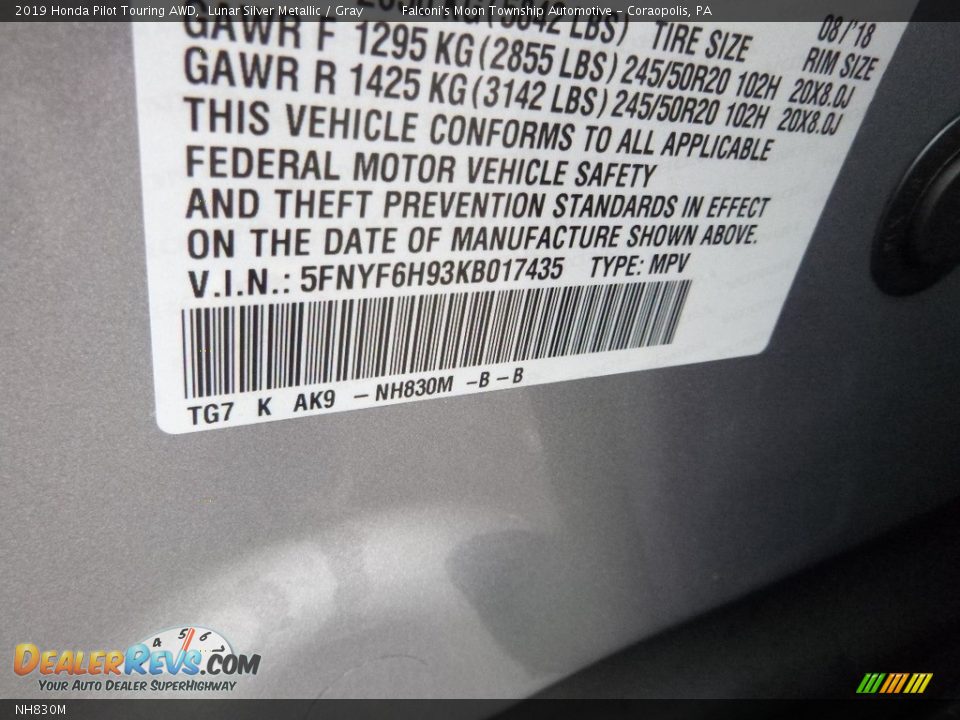 2019 Honda Pilot Touring AWD, Lunar Silver Metallic / Gray Falconi's Moon Township Automotive - Coraopolis, PA
LBS) 08/'18
TIRE SIZE RIM SIZE
GAWR F 1295 KG (2855 LBS) 245/50R20 102H 20X8.0J
GAWR R 1425 KG (3142 LBS) 245/50R20 102H 20X8.0J
THIS VEHICLE CONFORMS TO ALL APPLICABLE
FEDERAL MOTOR VEHICLE SAFETY
AND THEFT PREVENTION STANDARDS IN EFFECT
ON THE DATE OF MANUFACTURE SHOWN ABOVE.
V.I.N.: 5FNYF6H93KB017435 TYPE: MPV
TG7 K AK9 -NH830M -B-B
4 5 6
DealerRevs.com
Your Auto Dealer SuperHighway
NH830M